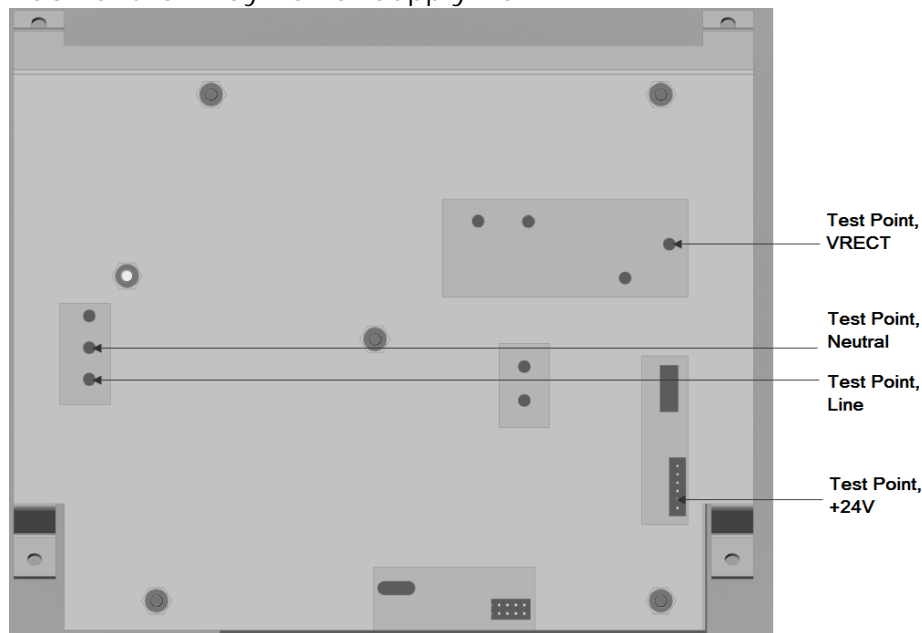 Test Point,
VRECT
Test Point,
Neutral
Test Point,
Line
Test Point,
+24V